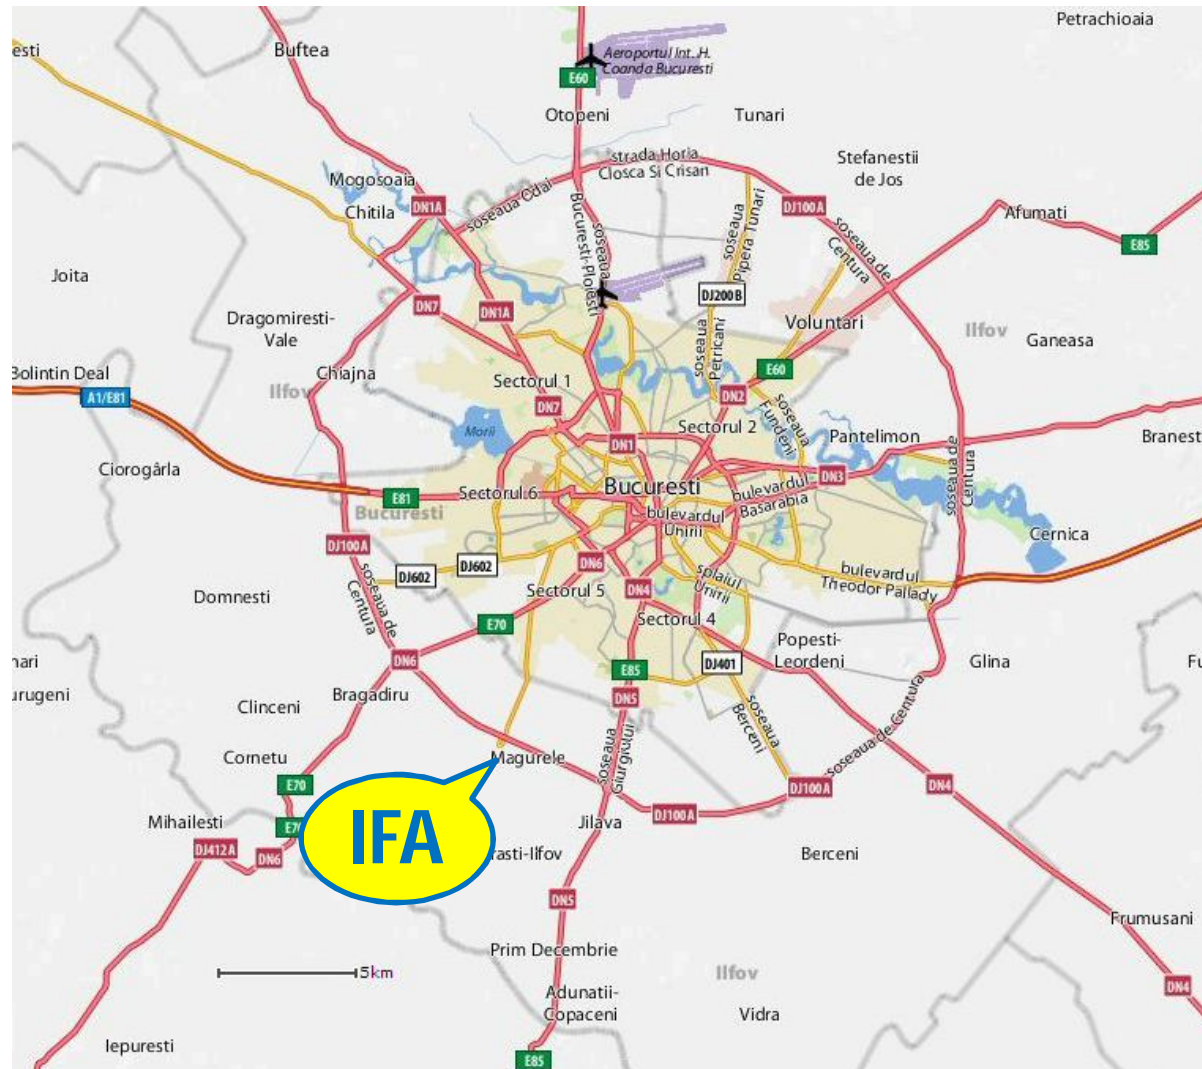 Petrachioaia
esti
Buftea
Aeroportul Int. H.
Coanda Bucuresti
E60
Otopeni
Tunari
strada Horia
Closca Si Crisan
Stefanestii
de Jos
Mogosoaia
Chitila
DN1A
soseaua Odai
DJ100A
Afumati
E85
soseaua
Bucuresti-Ploiesti
soseaua
Pipera Tunari
soseaua de
Centura
Joita
DJ200B
DN7
DN1A
Dragomiresti-
Vale
Voluntari
Ilfov
Ganeasa
soseaua
Petricani
E60
Bolintin Deal
Chiajna
Sectorul 1
A1/E81
Ilfov
DN7
DN2
soseaua
Fundeni
Morii
DN1
Sectorul 2
Pantelimon
Branest
Ciorogârla
DN3
soseaua de
Centura
E81
Sectorul 6
Bucuresti
bulevardul
Basarabia
Bucuresti
bulevardul
Unirii
DJ100A
Cernica
DJ602
DJ602
DN6
soseaua de
Centura
splaiul
Unirii
bulevardul
Theodor Pallady
Domnesti
Sectorul 5
DN4
E70
Sectorul 4
Popesti-
Leordeni
nari
DN6
E85
DJ401
Glina
Fu
urugeni
Bragadiru
DN5
Clinceni
soseaua
Berceni
soseaua de Centura
Cornetu
Magurele
soseaua
Giurgiului
E70
DJ100A
DN4
Mihailesti
E70
IFA
Jilava
DJ100A
DJ412A
DN6
rasti-Ilfov
Berceni
DN5
Frumusani
Prim Decembrie
5km
Ilfov
DN4
Adunatii-
Copaceni
Vidra
Iepuresti
E85